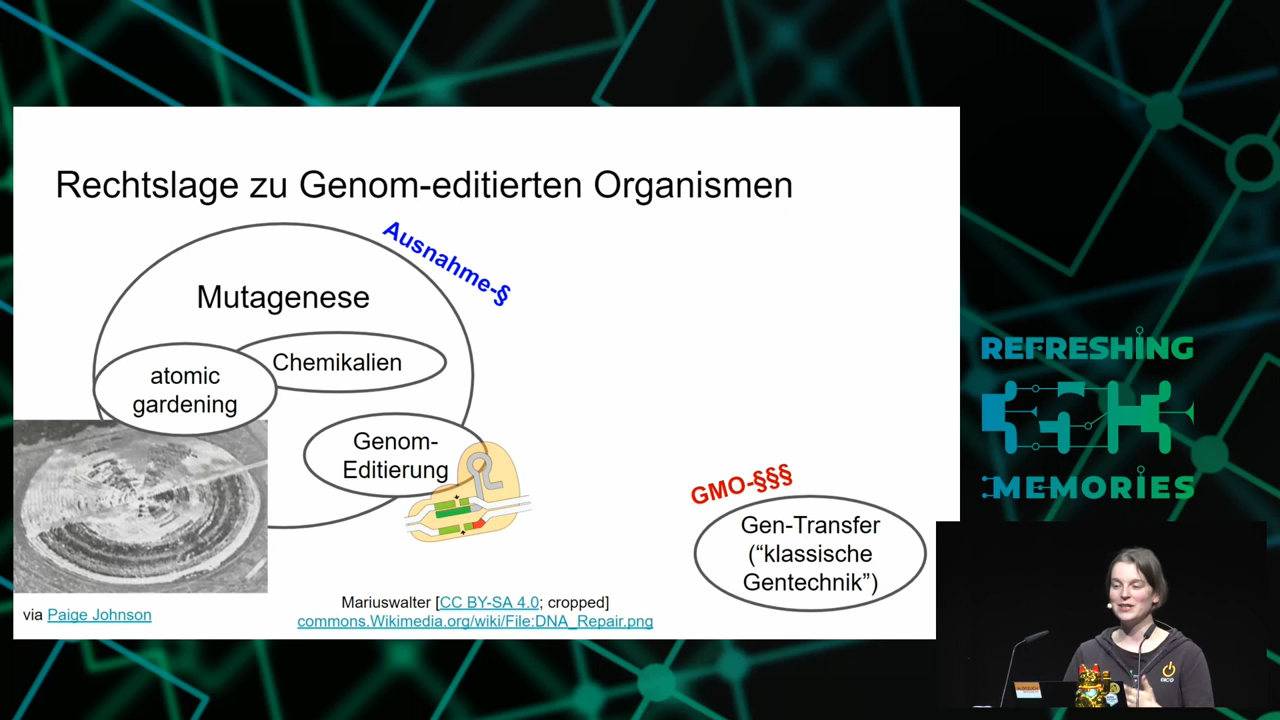 Rechtslage zu Genom-editierten Organismen
Ausnahme-§
Mutagenese
Chemikalien
atomic
gardening
Genom-
Editierung
GMO-§§§
Gen-Transfer
("klassische
Gentechnik")
via Paige Johnson
Mariuswalter [CC BY-SA 4.0; cropped]
commons.Wikimedia.org/wiki/File:DNA_Repair.png
REFRESHING
MEMORIES